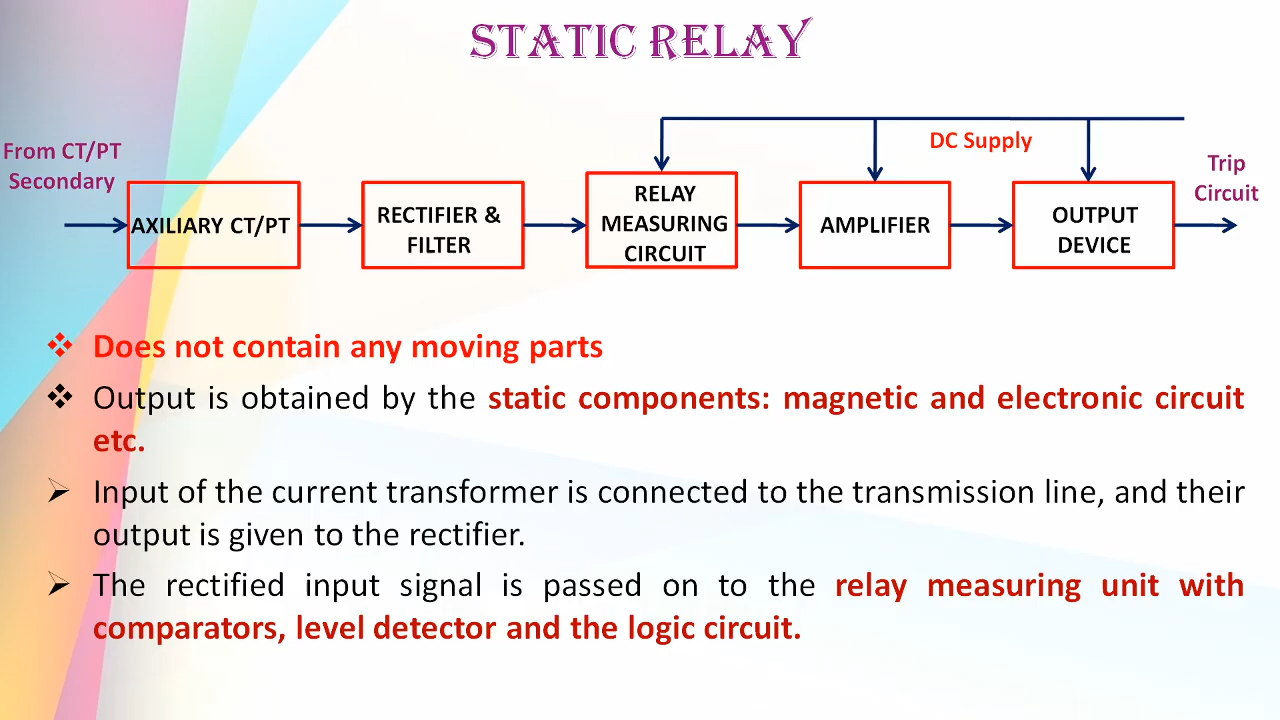 STATIC RELAY
From CT/PT
Secondary
DC Supply
Trip
Circuit
AXILIARY CT/PT
RECTIFIER &
FILTER
RELAY
MEASURING
CIRCUIT
AMPLIFIER
OUTPUT
DEVICE
Does not contain any moving parts
Output is obtained by the static components: magnetic and electronic circuit
etc.
Input of the current transformer is connected to the transmission line, and their
output is given to the rectifier.
The rectified input signal is passed on to the relay measuring unit with
comparators, level detector and the logic circuit.